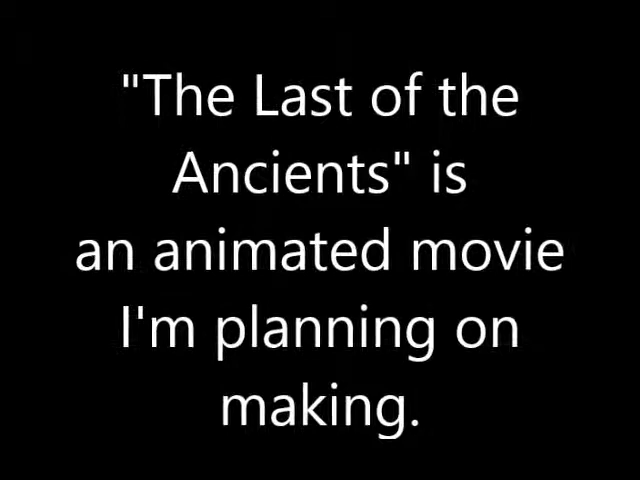 "The Last of the
Ancients" is
an animated movie
I'm planning on
making.